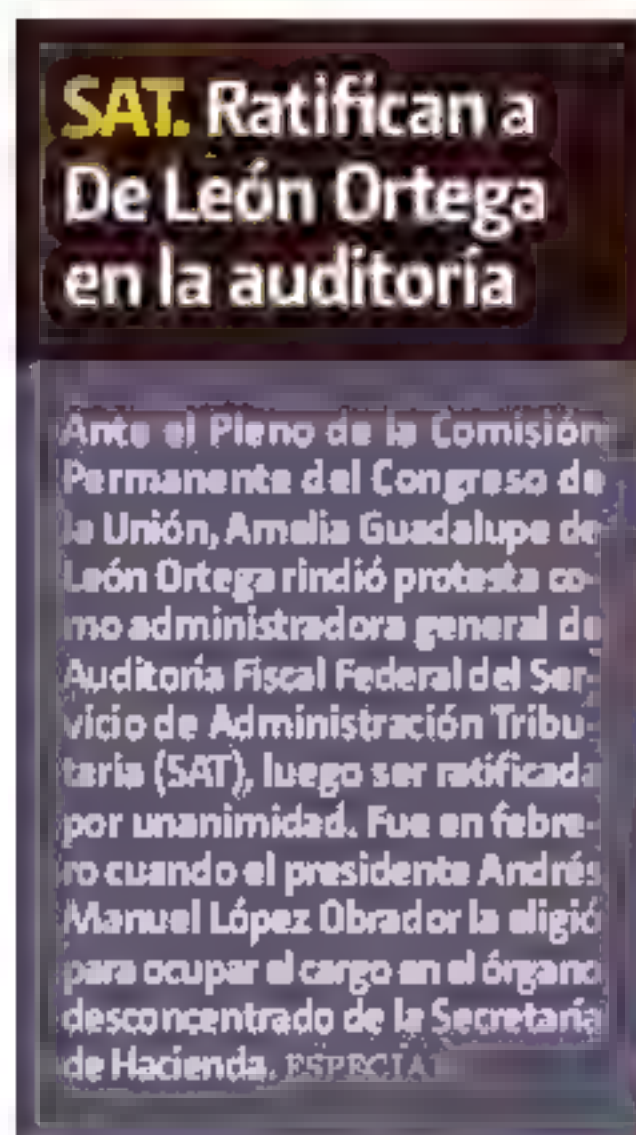 SAT. Ratifican a
De León Ortega
en la auditoría
Ante el Pleno de la Comisión
Permanente del Congreso de
la Unión, Amelia Guadalupe de
León Ortega rindió protesta co-
mo administradora general de
Auditoría Fiscal Federal del Ser-
vicio de Administración Tribu-
taria (SAT), luego ser ratificada
por unanimidad. Fue en febre-
ro cuando el presidente Andrés
Manuel López Obrador la eligió
para ocupar el cargo en el órgano
desconcentrado de la Secretaría
de Hacienda. ESPECIAL